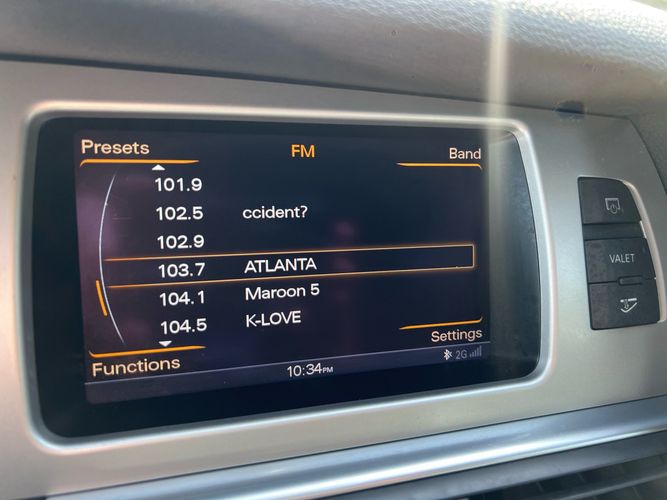 Presets FM Band
101.9
102.5 ccident?
102.9
103.7 ATLANTA
104.1 Maroon 5
104.5 K-LOVE
Functions Settings
10:34PM 2G
VALET